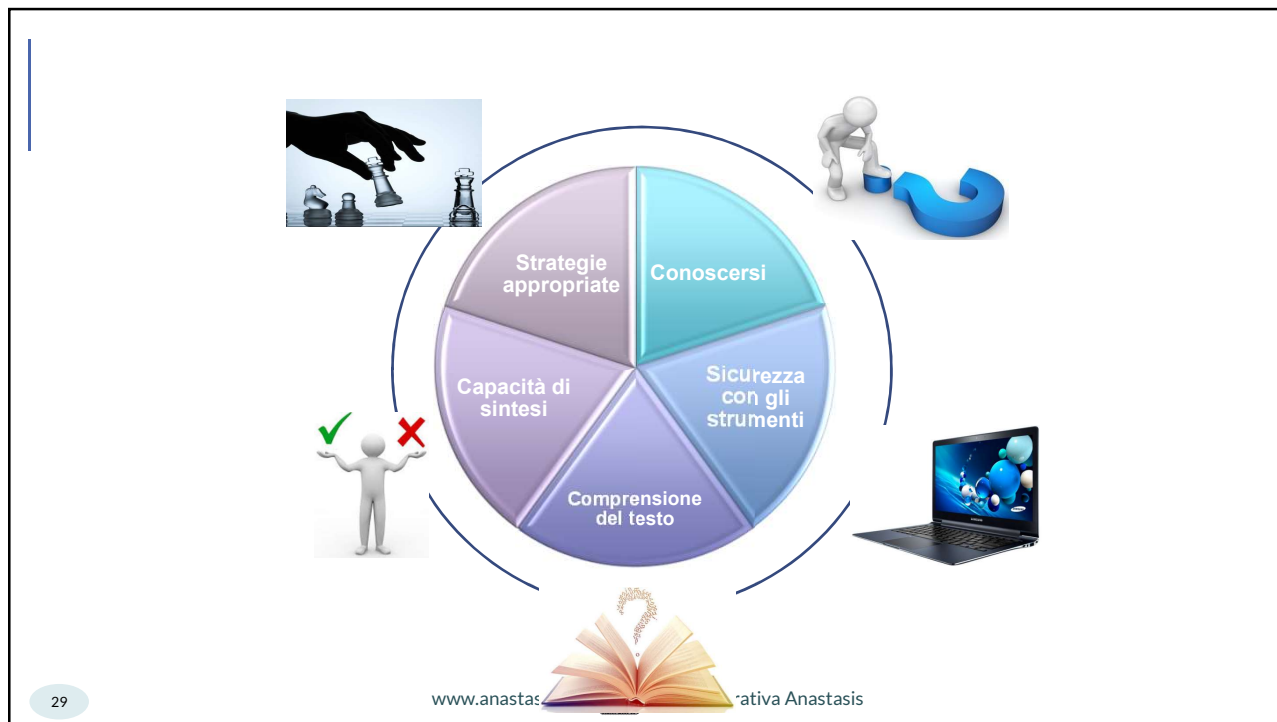 Strategie
appropriate
Conoscersi
Capacità di
sintesi
Sicurezza
con gli
strumenti
Comprensione
del testo
29
www.anastas rativa Anastasis